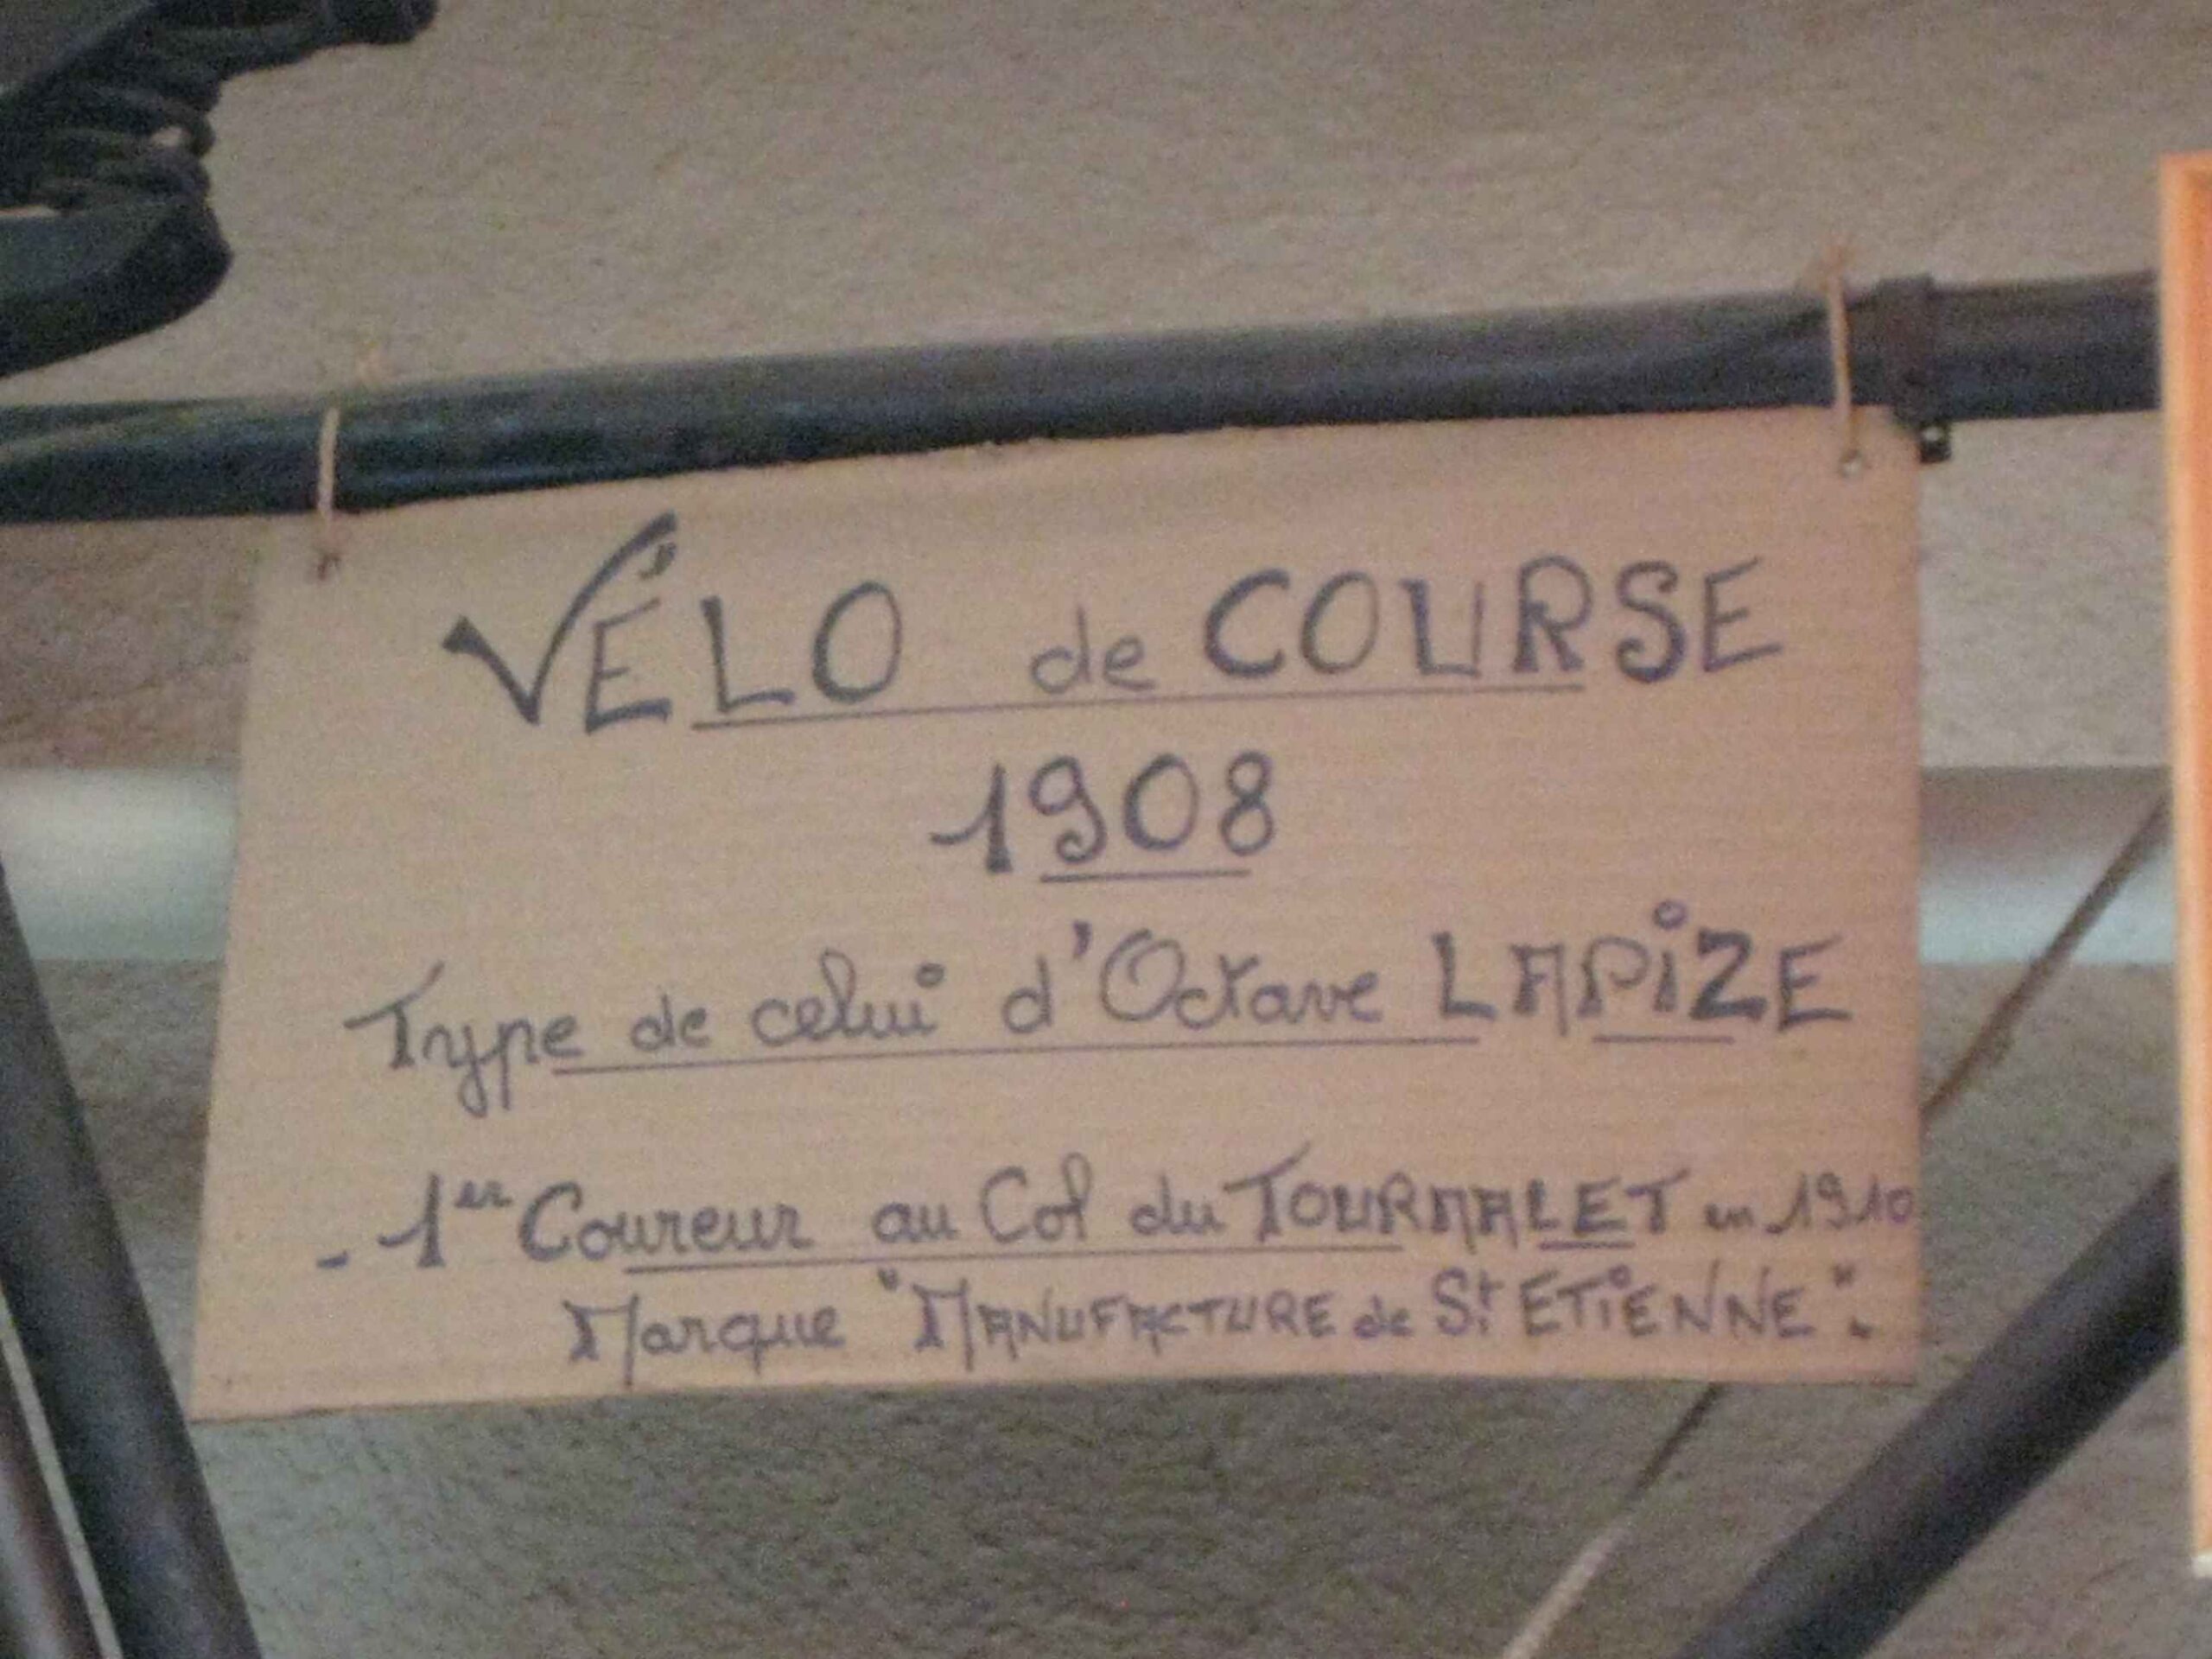 VÉLO de COURSE
1908
Type de celui d'Octave LAPiZE
- 1er Coureur au Col du TOURMALET en 1910
Marque "MANUFACTURE de St ETiENNE".